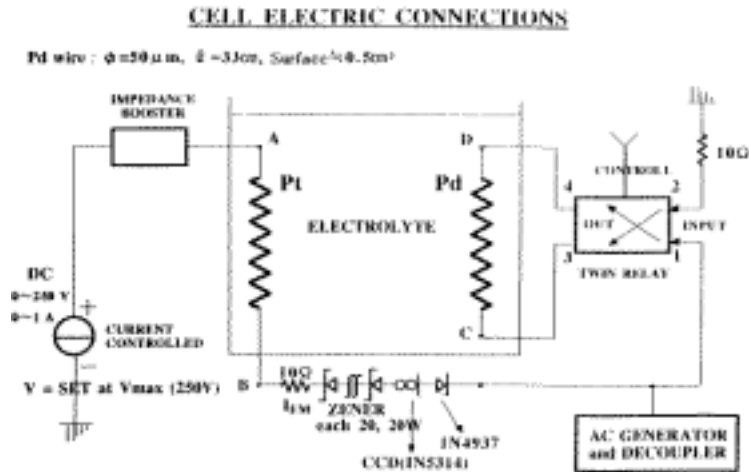 CELL ELECTRIC CONNECTIONS
Pd wire : φ=50μm, ℓ=33cm, Surface≒0.5cm²
IMPEDANCE
BOOSTER
A
D
Pt
Pd
ELECTROLYTE
10Ω
CONTROLL
4
2
OUT
INPUT
3
1
TWIN RELAY
DC
0~250 V
0~1 A
+
CURRENT
CONTROLLED
−
C
V = SET at Vmax (250V)
B
10Ω
ZENER
each 20, 20W
1N4937
CCD(IN5314)
AC GENERATOR
and DECOUPLER